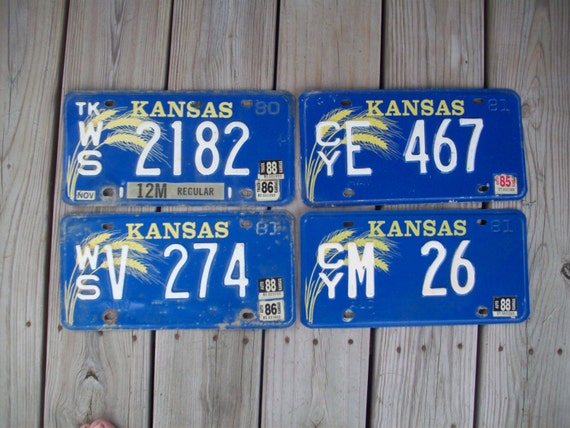 TK KANSAS 80
WS 2182
88
86
NOV 12M REGULAR
KANSAS 81
CY E 467
85
KANSAS 81
WS V 274
88
86
KANSAS 81
CY M 26
88